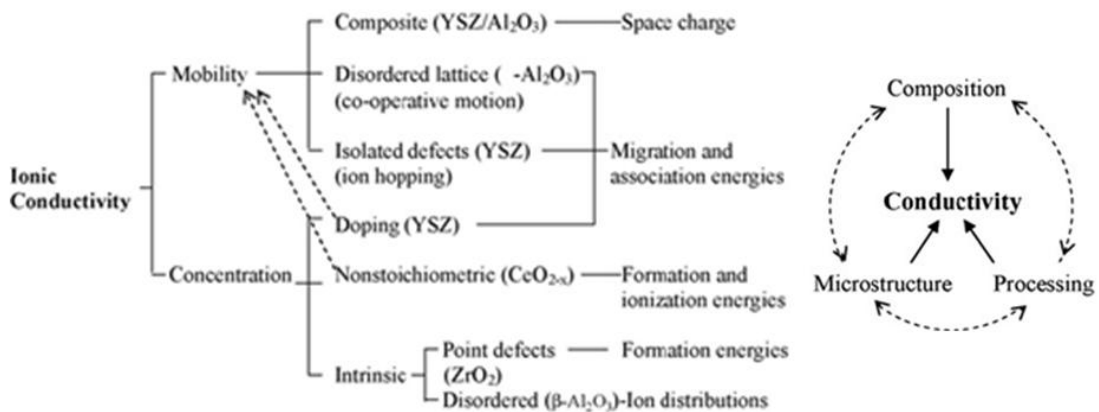 Composite (YSZ/Al₂O₃)
Space charge
Mobility
Disordered lattice ( -Al₂O₃)
(co-operative motion)
Isolated defects (YSZ)
(ion hopping)
Migration and
association energies
Ionic
Conductivity
Doping (YSZ)
Concentration
Nonstoichiometric (CeO₂₋ₓ)
Formation and
ionization energies
Point defects
Formation energies
(ZrO₂)
Intrinsic
Disordered (β-Al₂O₃)-Ion distributions
Composition
Conductivity
Microstructure
Processing